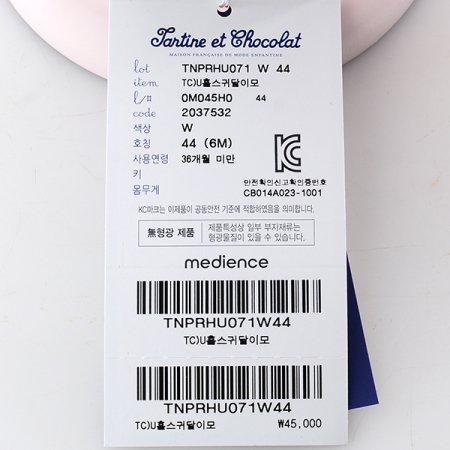 Tartine et Chocolat
MAISON FRANÇAISE DE MODE ENFANTINE
lot TNPRHU071 W 44
item TC)U홀스귀달이모
l/# 0M045H0 44
code 2037532
색상 W
호칭 44 (6M)
사용연령 36개월 미만
키
몸무게
안전확인신고확인증번호
CB014A023-1001
KC마크는 이제품이 공통안전 기준에 적합하였음을 의미합니다.
無형광 제품
제품특성상 일부 부자재류는
형광물질이 있을 수 있습니다.
medience
TNPRHU071W44
TC)U홀스귀달이모
TNPRHU071W44
TC)U홀스귀달이모 ₩45,000